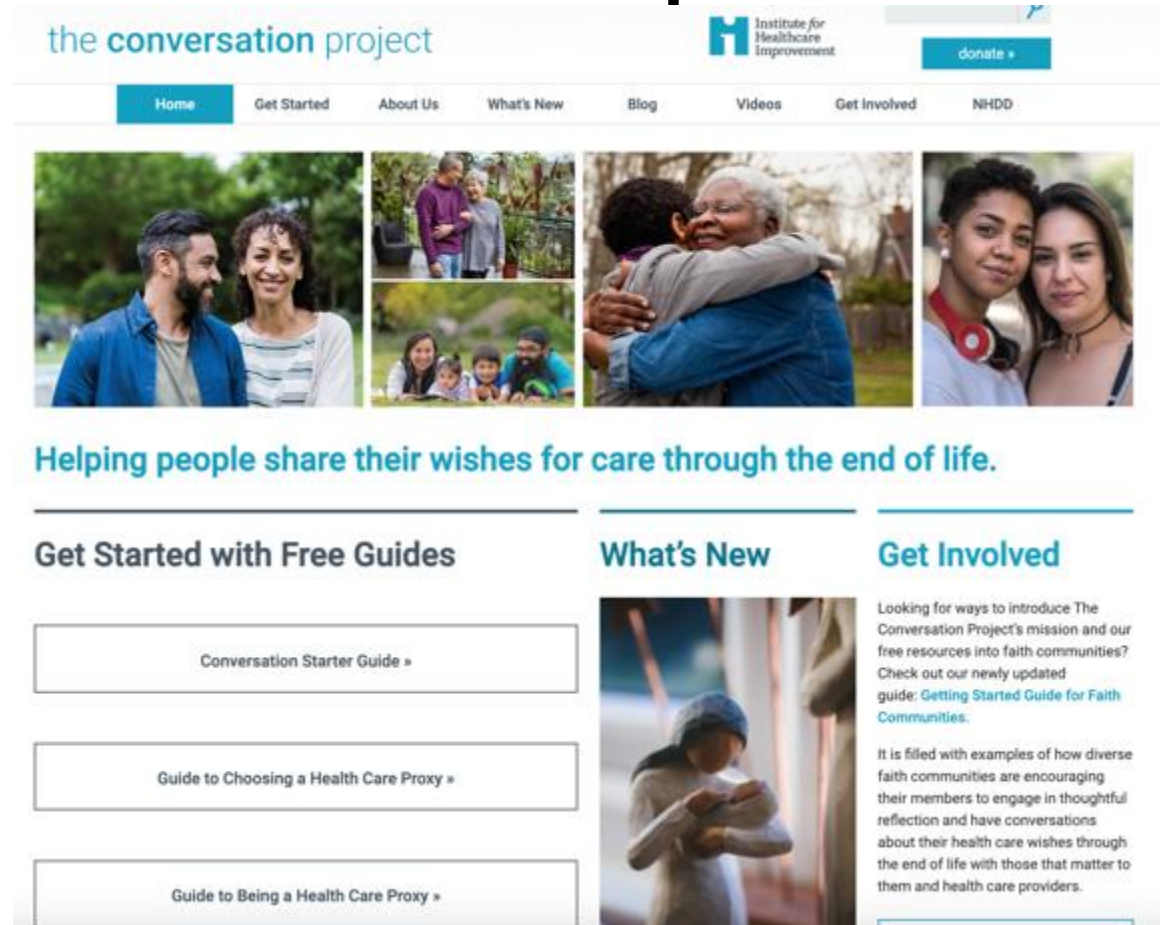 the conversation project
Institute for
Healthcare
Improvement
donate »
Home Get Started About Us What's New Blog Videos Get Involved NHDD
Helping people share their wishes for care through the end of life.
Get Started with Free Guides
Conversation Starter Guide »
Guide to Choosing a Health Care Proxy »
Guide to Being a Health Care Proxy »
What's New
Get Involved
Looking for ways to introduce The
Conversation Project's mission and our
free resources into faith communities?
Check out our newly updated
guide: Getting Started Guide for Faith
Communities.
It is filled with examples of how diverse
faith communities are encouraging
their members to engage in thoughtful
reflection and have conversations
about their health care wishes through
the end of life with those that matter to
them and health care providers.